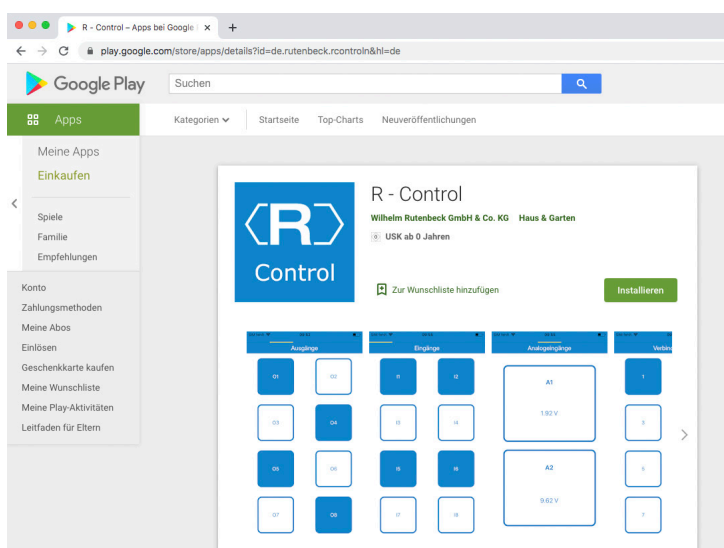 R - Control – Apps bei Google
play.google.com/store/apps/details?id=de.rutenbeck.rcontroln&hl=de
Google Play
Suchen
Apps
Kategorien
Startseite
Top-Charts
Neuveröffentlichungen
Meine Apps
Einkaufen
Spiele
Familie
Empfehlungen
Konto
Zahlungsmethoden
Meine Abos
Einlösen
Geschenkkarte kaufen
Meine Wunschliste
Meine Play-Aktivitäten
Leitfaden für Eltern
R
Control
R - Control
Wilhelm Rutenbeck GmbH & Co. KG Haus & Garten
USK ab 0 Jahren
Zur Wunschliste hinzufügen
Installieren
Ausgänge
O1 O2
O3 O4
O5 O6
O7 O8
Eingänge
I1 I2
I3 I4
I5 I6
I7 I8
Analogeingänge
A1
1.92 V
A2
9.62 V
Verbin
1
3
5
7